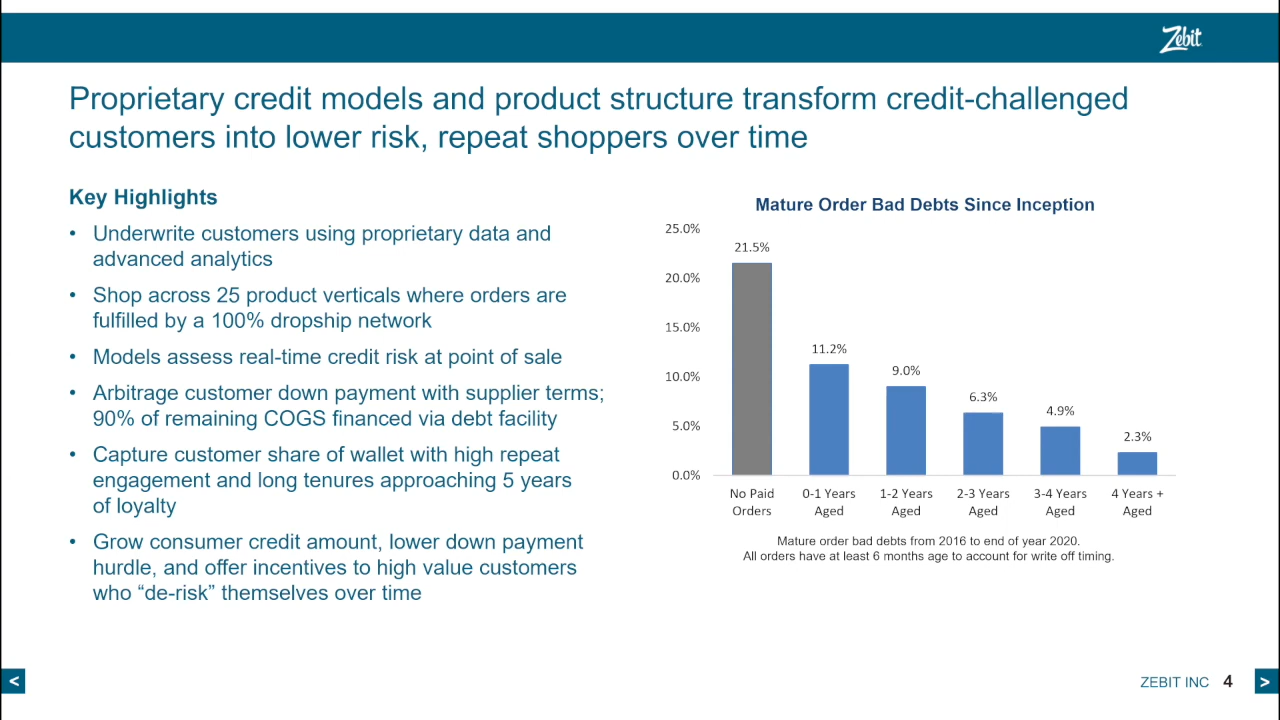 Zebit
Proprietary credit models and product structure transform credit-challenged
customers into lower risk, repeat shoppers over time
Key Highlights
• Underwrite customers using proprietary data and
advanced analytics
• Shop across 25 product verticals where orders are
fulfilled by a 100% dropship network
• Models assess real-time credit risk at point of sale
• Arbitrage customer down payment with supplier terms;
90% of remaining COGS financed via debt facility
• Capture customer share of wallet with high repeat
engagement and long tenures approaching 5 years
of loyalty
• Grow consumer credit amount, lower down payment
hurdle, and offer incentives to high value customers
who “de-risk” themselves over time
Mature Order Bad Debts Since Inception
25.0%
20.0%
15.0%
10.0%
5.0%
0.0%
21.5%
11.2%
9.0%
6.3%
4.9%
2.3%
No Paid
Orders
0-1 Years
Aged
1-2 Years
Aged
2-3 Years
Aged
3-4 Years
Aged
4 Years +
Aged
Mature order bad debts from 2016 to end of year 2020.
All orders have at least 6 months age to account for write off timing.
<
ZEBIT INC 4
>